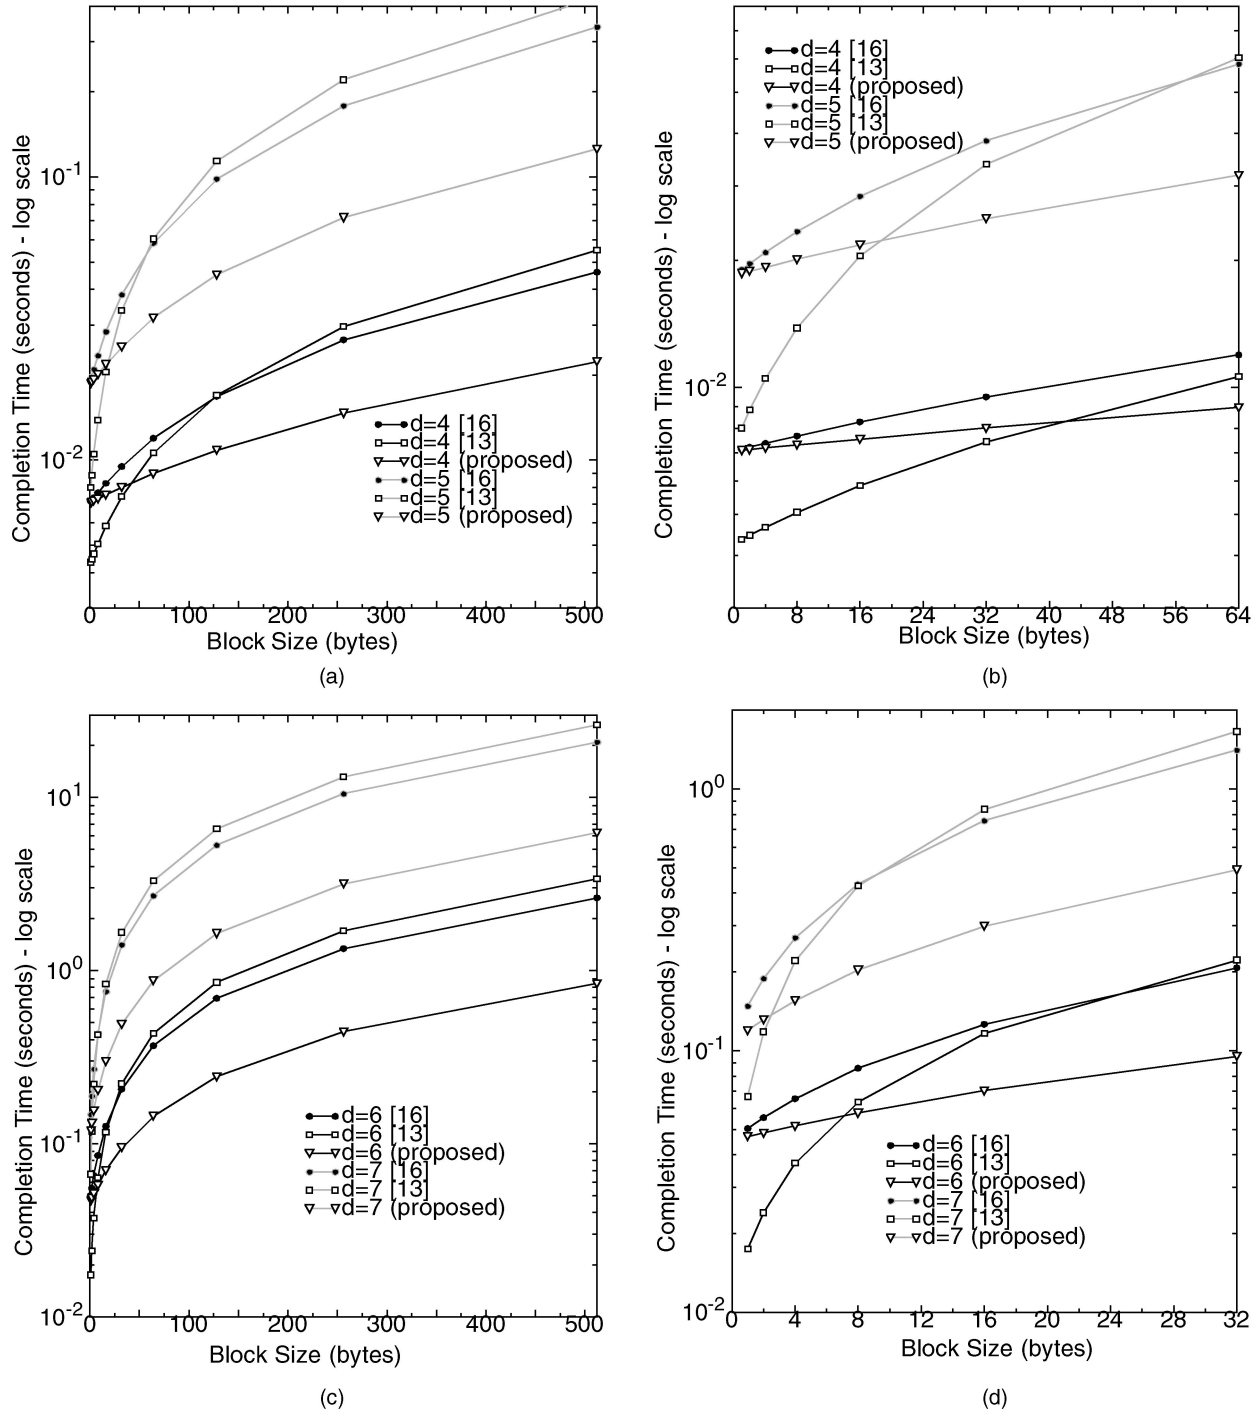 Completion Time (seconds) - log scale
10-1
10-2
d=4 [16]
d=4 [13]
d=4 (proposed)
d=5 [16]
d=5 [13]
d=5 (proposed)
0 100 200 300 400 500
Block Size (bytes)
(a)
Completion Time (seconds) - log scale
10-2
d=4 [16]
d=4 [13]
d=4 (proposed)
d=5 [16]
d=5 [13]
d=5 (proposed)
0 8 16 24 32 40 48 56 64
Block Size (bytes)
(b)
Completion Time (seconds) - log scale
101
100
10-1
10-2
d=6 [16]
d=6 [13]
d=6 (proposed)
d=7 [16]
d=7 [13]
d=7 (proposed)
0 100 200 300 400 500
Block Size (bytes)
(c)
Completion Time (seconds) - log scale
100
10-1
10-2
d=6 [16]
d=6 [13]
d=6 (proposed)
d=7 [16]
d=7 [13]
d=7 (proposed)
0 4 8 12 16 20 24 28 32
Block Size (bytes)
(d)